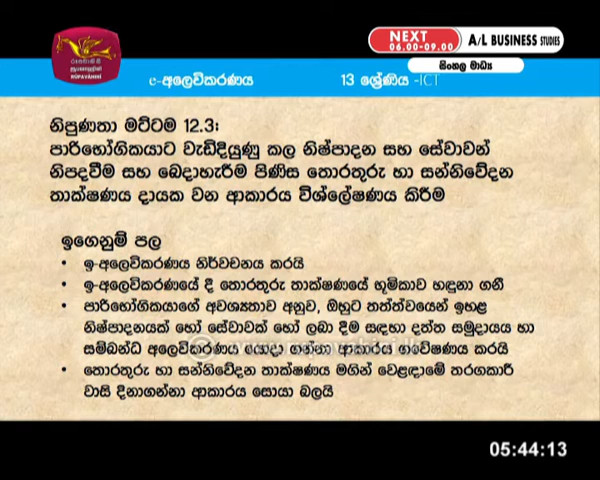 NEXT
06.00-09.00
A/L BUSINESS STUDIES
සිංහල මාධ්‍ය
රූපවාහිනී
RUPAVAHINI
e-අලෙවිකරණය
13 ශ්‍රේණිය -ICT
නිපුණතා මට්ටම 12.3:
පාරිභෝගිකයාට වැඩිදියුණු කල නිෂ්පාදන සහ සේවාවන්
නිපදවීම සහ බෙදාහැරීම පිණිස තොරතුරු හා සන්නිවේදන
තාක්ෂණය දායක වන ආකාරය විශ්ලේෂණය කිරීම
ඉගෙනුම් පල
• ඉ-අලෙවිකරණය නිර්වචනය කරයි
• ඉ-අලෙවිකරණයේ දී තොරතුරු තාක්ෂණයේ භූමිකාව හඳුනා ගනී
• පාරිභෝගිකයාගේ අවශ්‍යතාව අනුව, ඔහුට තත්ත්වයෙන් ඉහළ
නිෂ්පාදනයක් හෝ සේවාවක් හෝ ලබා දීම සඳහා දත්ත සමුදායය හා
සම්බන්ධ අලෙවිකරණය යොදා ගන්නා ආකාරය ගවේෂණය කරයි
• තොරතුරු හා සන්නිවේදන තාක්ෂණය මගින් වෙළඳාමේ තරගකාරී
වාසි දිනාගන්නා ආකාරය සොයා බලයි
05:44:13